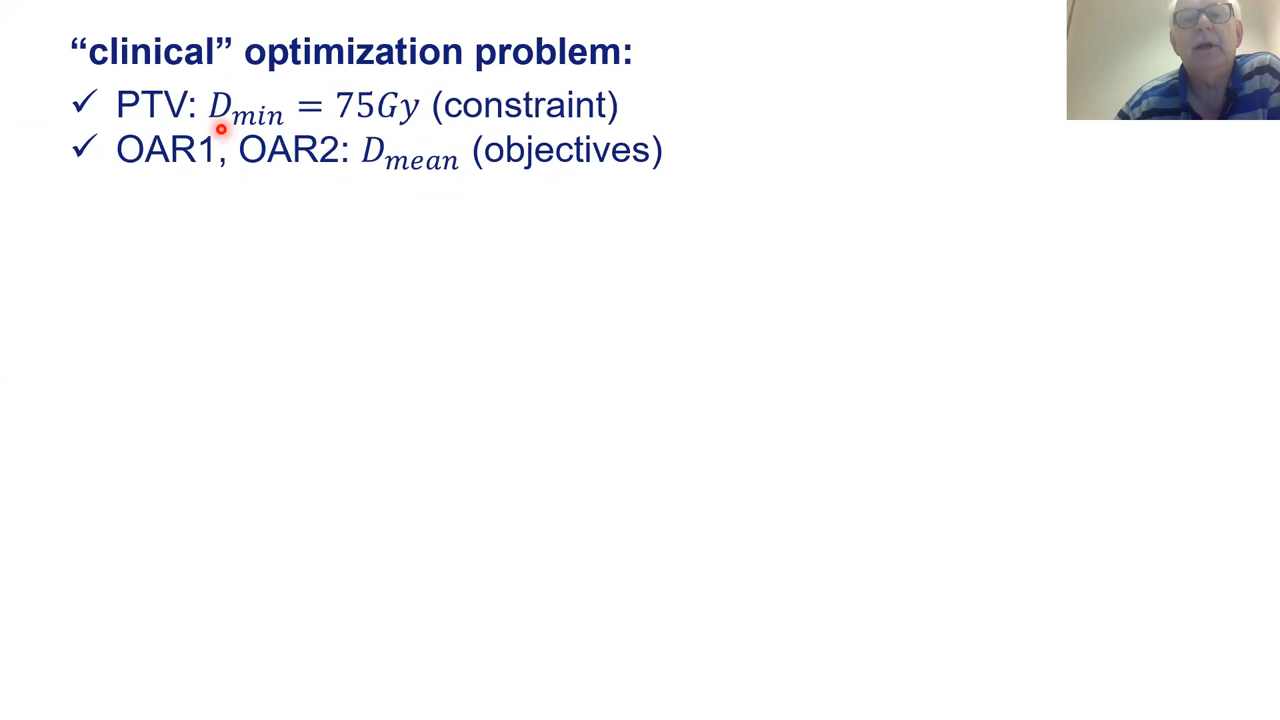 “clinical” optimization problem:
✓ PTV: D_min = 75Gy (constraint)
✓ OAR1, OAR2: D_mean (objectives)